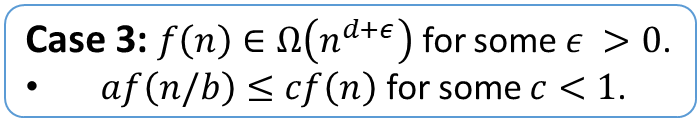 Case 3: f(n) ∈ Ω(n^{d+ϵ}) for some ϵ > 0.
• af(n/b) ≤ cf(n) for some c < 1.